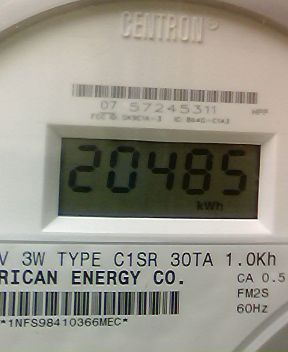 CENTRON®
07 57245311
20485
kWh
V 3W TYPE C1SR 30TA 1.0Kh
RICAN ENERGY CO.
CA 0.5
FM2S
60Hz
*1NFS98410366MEC*